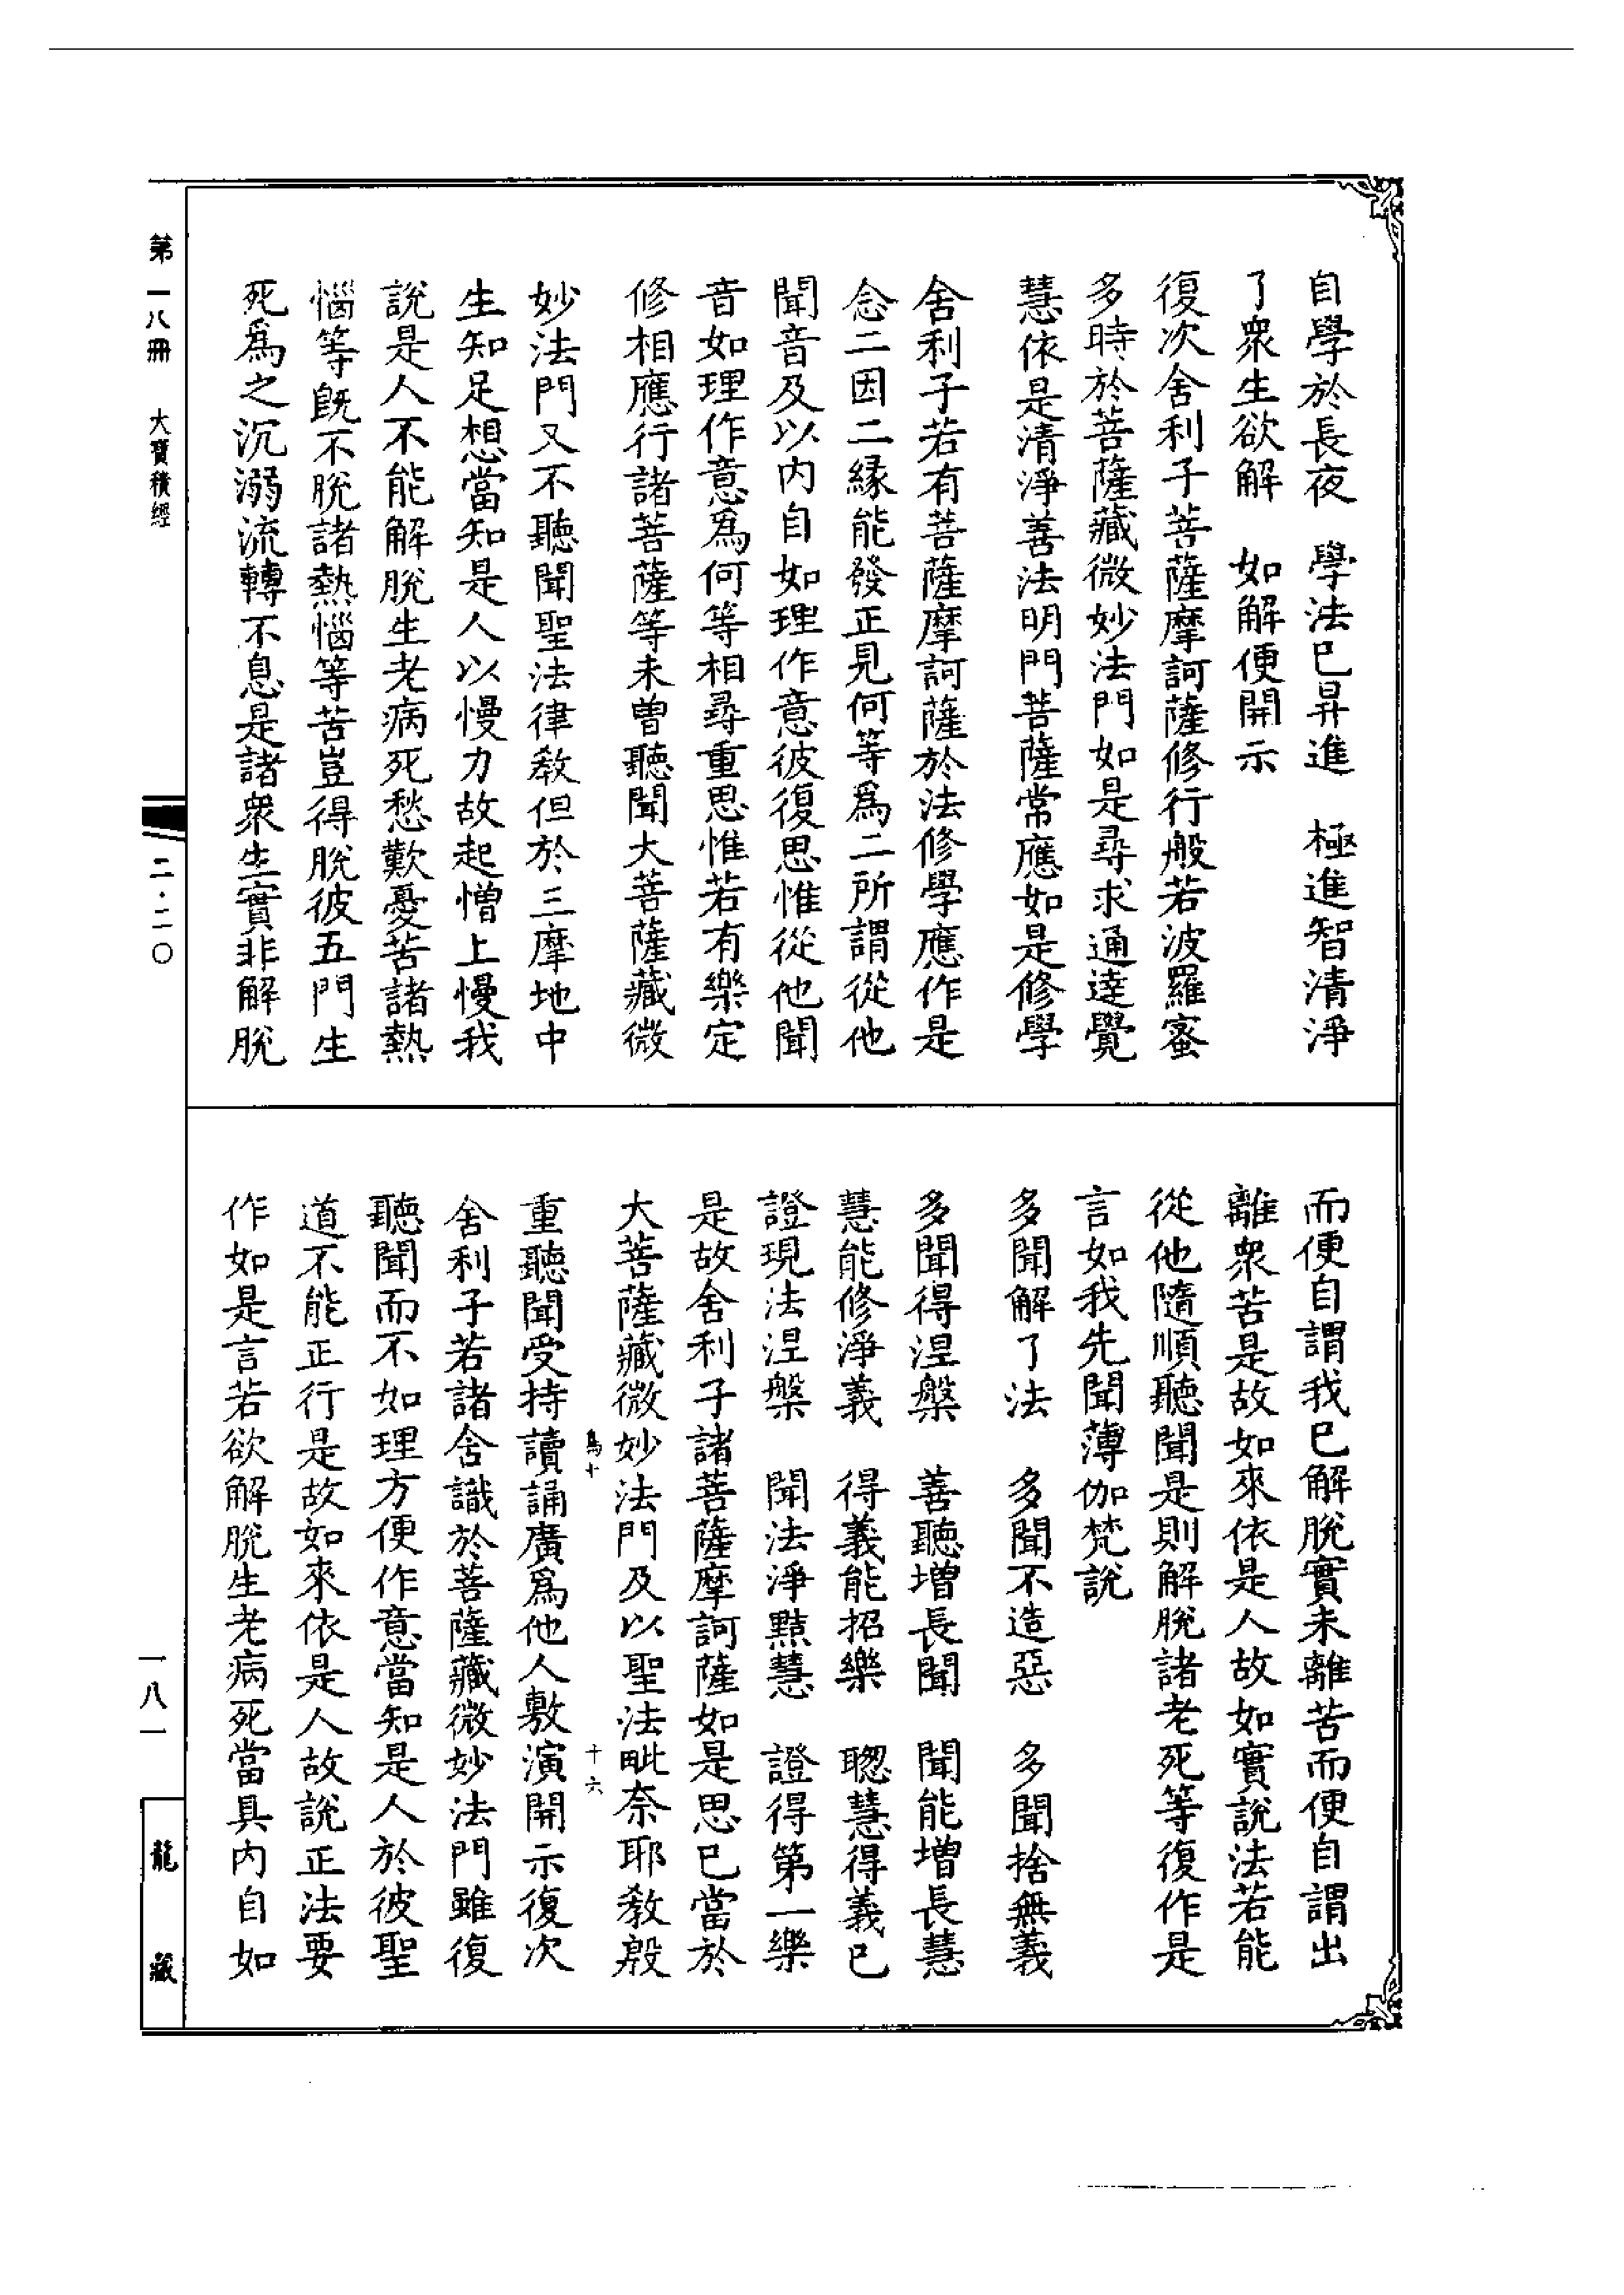 自學於長夜　學法已昇進　極進智清淨
了衆生欲解　如解便開示
復次舍利子菩薩摩訶薩修行般若波羅蜜
多時於菩薩藏微妙法門如是尋求通達覺
慧依是清淨善法明門菩薩常應如是修學
舍利子若有菩薩摩訶薩於法修學應作是
念二因二緣能發正見何等爲二所謂從他
聞音及以内自如理作意彼復思惟從他聞
音如理作意爲何等相尋重思惟若有樂定
修相應行諸菩薩等未曾聽聞大菩薩藏微
妙法門又不聽聞聖法律教但於三摩地中
生知足想當知是人以慢力故起憎上慢我
說是人不能解脫生老病死愁歎憂苦諸熱
惱等旣不脫諸熱惱等苦豈得脫彼五門生
死爲之沉溺流轉不息是諸衆生實非解脫
而便自謂我已解脫實未離苦而便自謂出
離衆苦是故如來依是人故如實說法若能
從他隨順聽聞是則解脫諸老死等復作是
言如我先聞薄伽梵說
多聞解了法　多聞不造惡　多聞捨無義
多聞得涅槃　善聽增長聞　聞能增長慧
慧能修淨義　得義能招樂　聰慧得義已
證現法涅槃　聞法淨黠慧　證得第一樂
是故舍利子諸菩薩摩訶薩如是思已當於
大菩薩藏微妙法門及以聖法毗奈耶教殷
鳥十　十六
重聽聞受持讀誦廣爲他人敷演開示復次
舍利子若諸含識於菩薩藏微妙法門雖復
聽聞而不如理方便作意當知是人於彼聖
道不能正行是故如來依是人故說正法要
作如是言若欲解脫生老病死當具内自如
第一八冊　大寶積經
二·二〇
一八一
龍藏